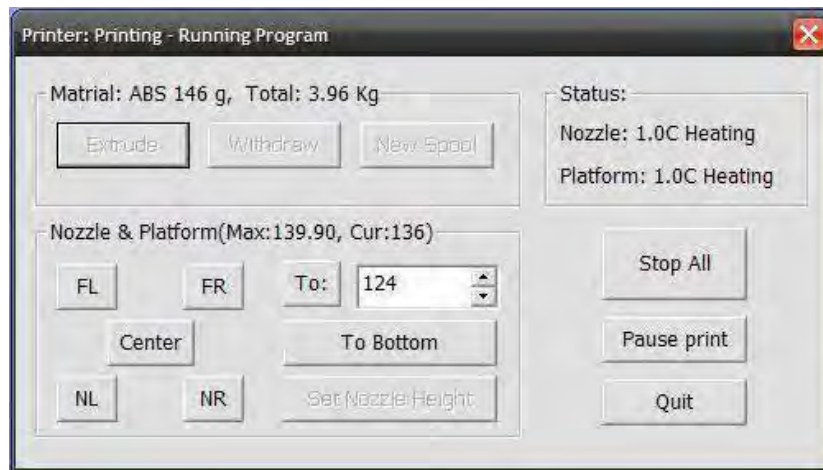 Printer: Printing - Running Program
Matrial: ABS 146 g, Total: 3.96 Kg
Extrude Withdraw New Spool
Status:
Nozzle: 1.0C Heating
Platform: 1.0C Heating
Nozzle & Platform(Max:139.90, Cur:136)
FL FR To: 124
Center To Bottom
NL NR Set Nozzle Height
Stop All
Pause print
Quit